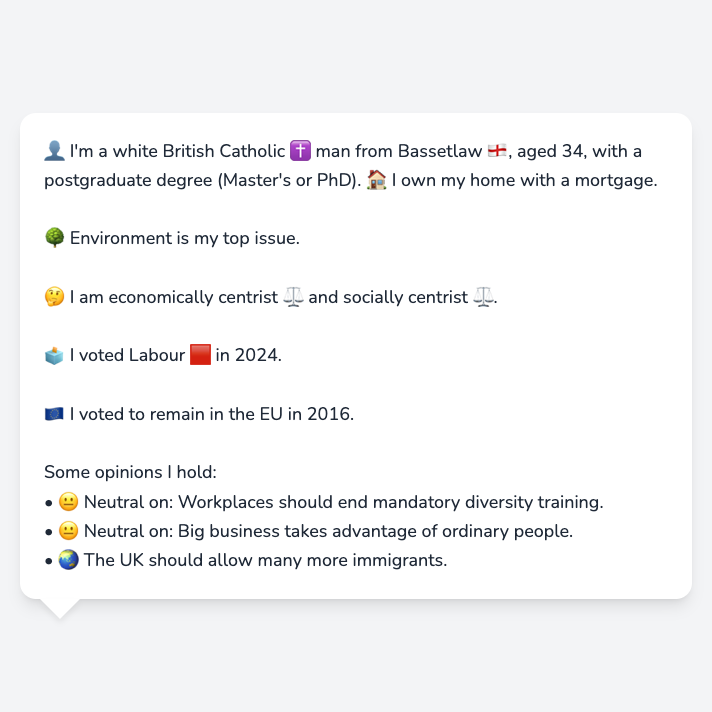 👤 I'm a white British Catholic ✝️ man from Bassetlaw 🏴󠁧󠁢󠁥󠁮󠁧󠁿, aged 34, with a
postgraduate degree (Master's or PhD). 🏠 I own my home with a mortgage.
🌳 Environment is my top issue.
🤔 I am economically centrist ⚖️ and socially centrist ⚖️.
🗳️ I voted Labour 🟥 in 2024.
🇪🇺 I voted to remain in the EU in 2016.
Some opinions I hold:
• 😐 Neutral on: Workplaces should end mandatory diversity training.
• 😐 Neutral on: Big business takes advantage of ordinary people.
• 🌏 The UK should allow many more immigrants.